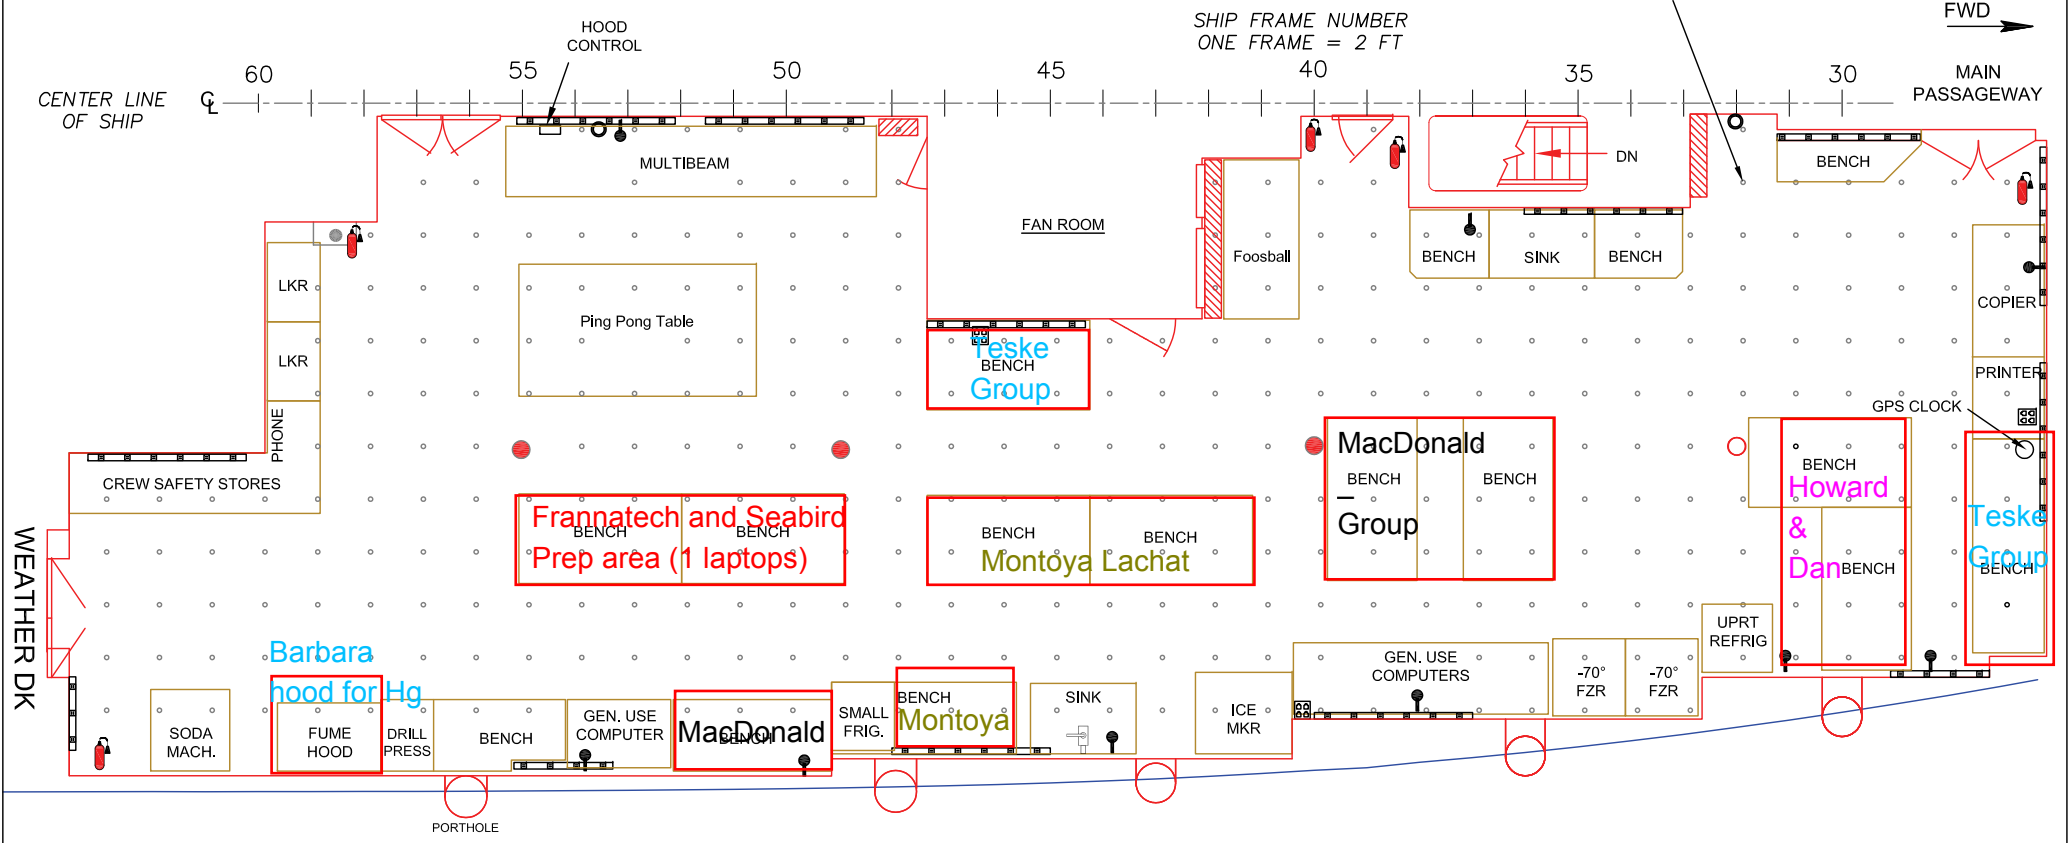 HOOD
CONTROL
SHIP FRAME NUMBER
ONE FRAME = 2 FT
FWD
60
55
50
45
40
35
30
CENTER LINE
OF SHIP
CL
MAIN
PASSAGEWAY
MULTIBEAM
FAN ROOM
Foosball
DN
BENCH
SINK
BENCH
BENCH
LKR
LKR
PHONE
Ping Pong Table
COPIER
PRINTER
GPS CLOCK
Teske
BENCH
Group
CREW SAFETY STORES
MacDonald
BENCH
BENCH
–
Group
BENCH
Howard
&
Dan
BENCH
Teske
Group
BENCH
Frannatech and Seabird
BENCH
BENCH
Prep area (1 laptops)
BENCH
BENCH
Montoya Lachat
WEATHER DK
UPRT
REFRIG
Barbara
hood for Hg
GEN. USE
COMPUTERS
-70°
FZR
-70°
FZR
SODA
MACH.
FUME
HOOD
DRILL
PRESS
BENCH
GEN. USE
COMPUTER
MacDonald
BENCH
SMALL
FRIG.
BENCH
Montoya
SINK
ICE
MKR
PORTHOLE